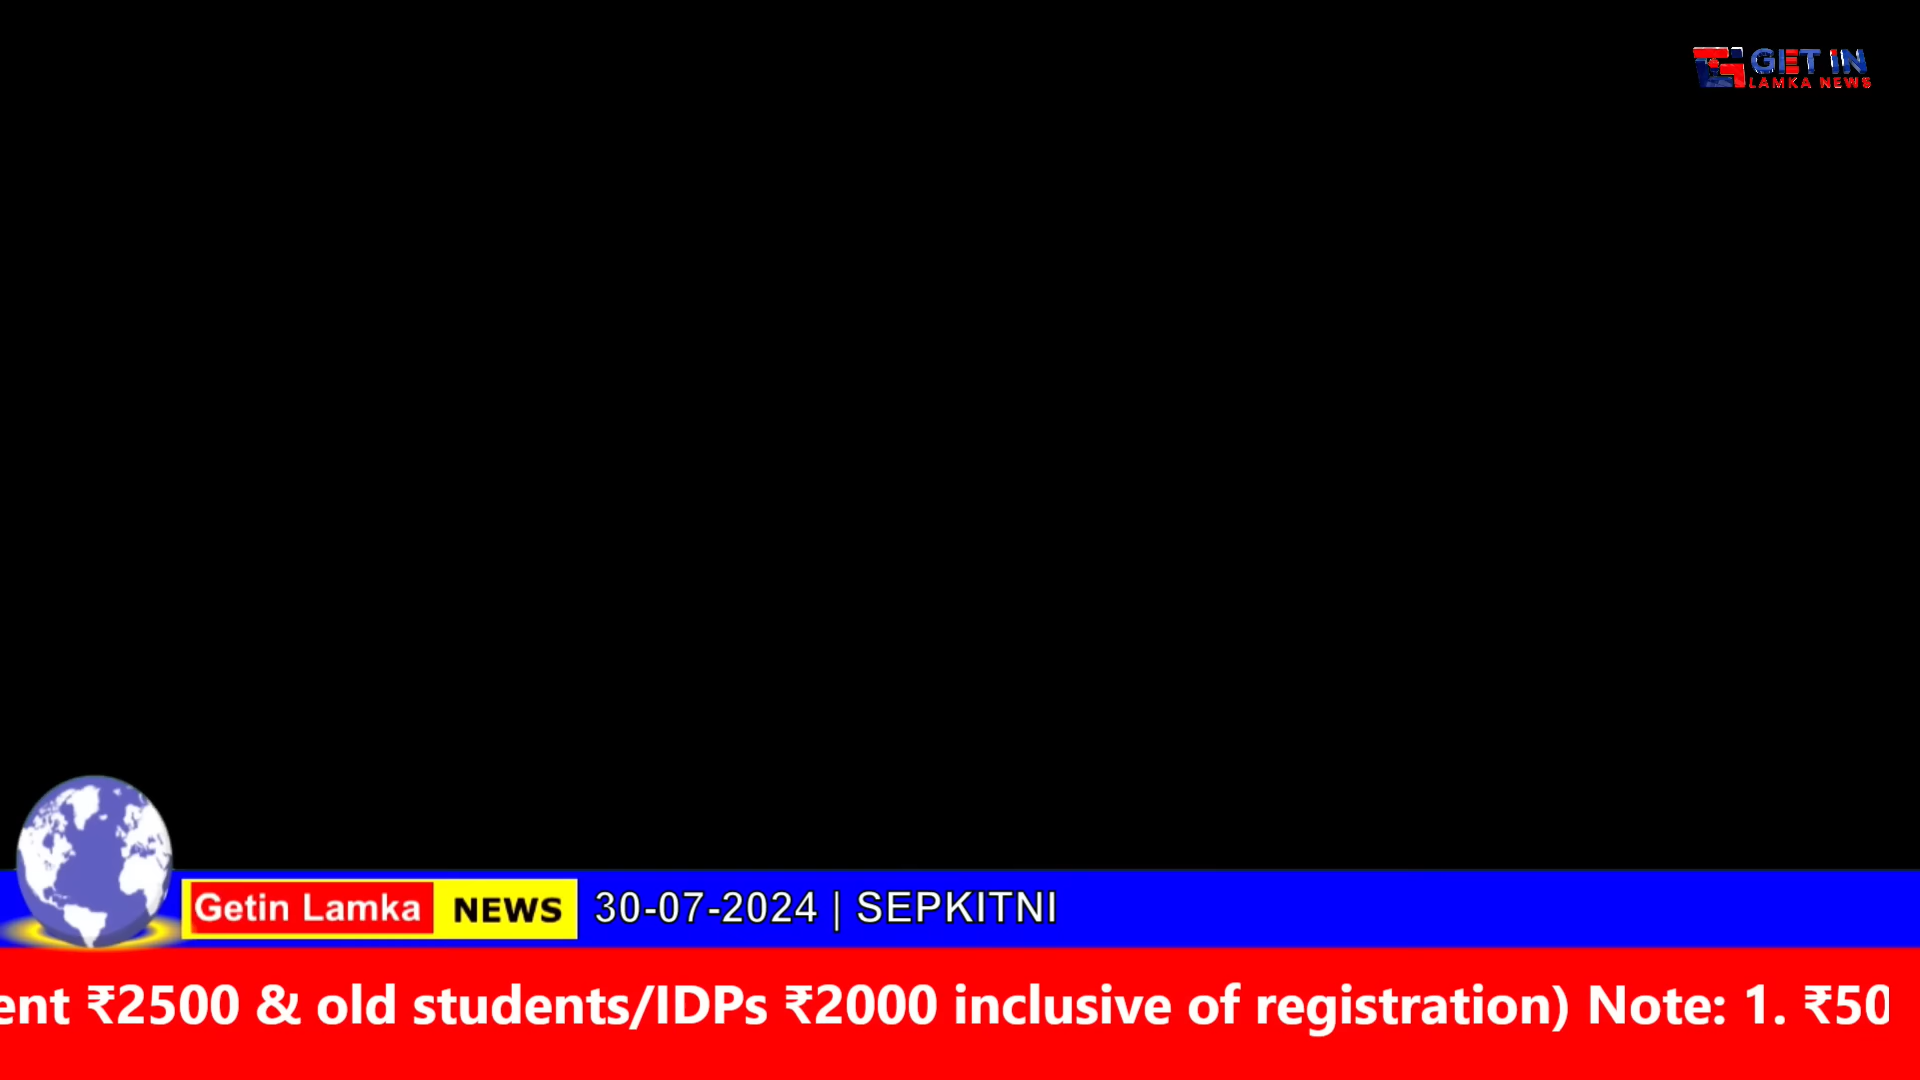 GET IN
LAMKA NEWS
Getin Lamka NEWS 30-07-2024 | SEPKITNI
ent ₹2500 & old students/IDPs ₹2000 inclusive of registration) Note: 1. ₹50